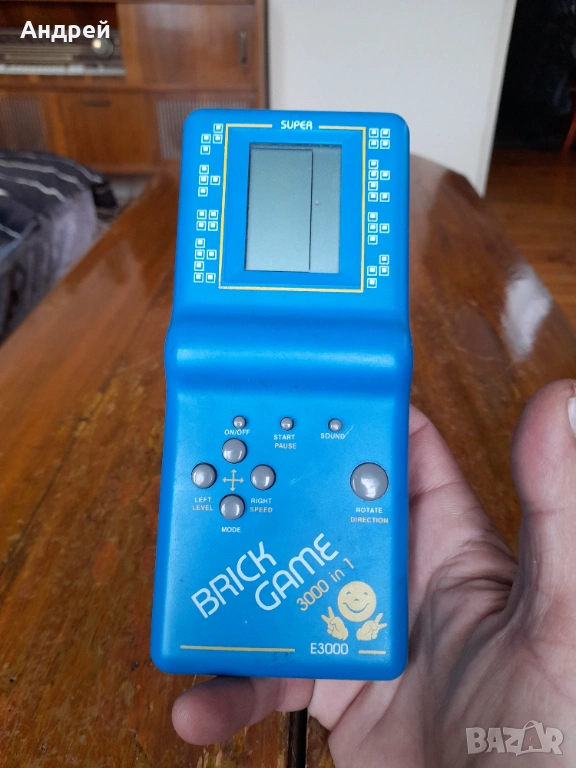 Андрей
SUPER
ON/OFF
START
PAUSE
SOUND
LEFT
LEVEL
RIGHT
SPEED
MODE
ROTATE
DIRECTION
BRICK
GAME
3000 in 1
E3000
BAZAR